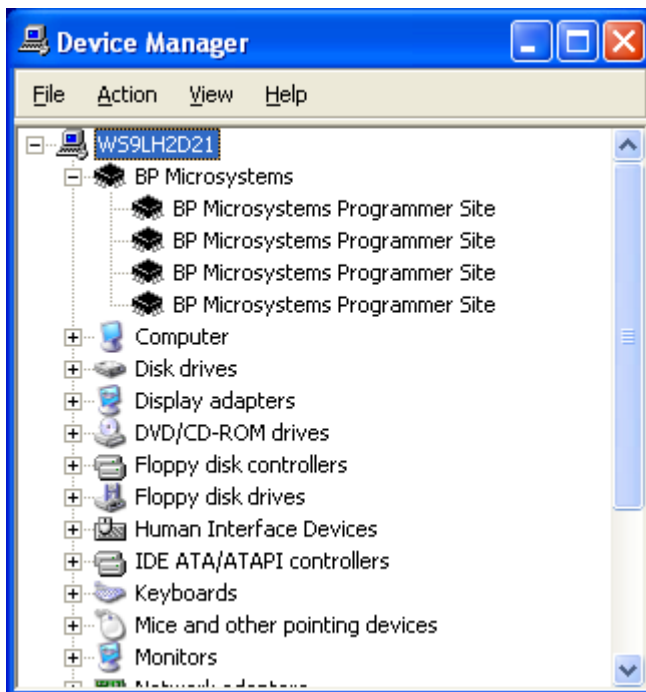 Device Manager
File Action View Help
WS9LH2D21
BP Microsystems
BP Microsystems Programmer Site
BP Microsystems Programmer Site
BP Microsystems Programmer Site
BP Microsystems Programmer Site
Computer
Disk drives
Display adapters
DVD/CD-ROM drives
Floppy disk controllers
Floppy disk drives
Human Interface Devices
IDE ATA/ATAPI controllers
Keyboards
Mice and other pointing devices
Monitors
Network adapters